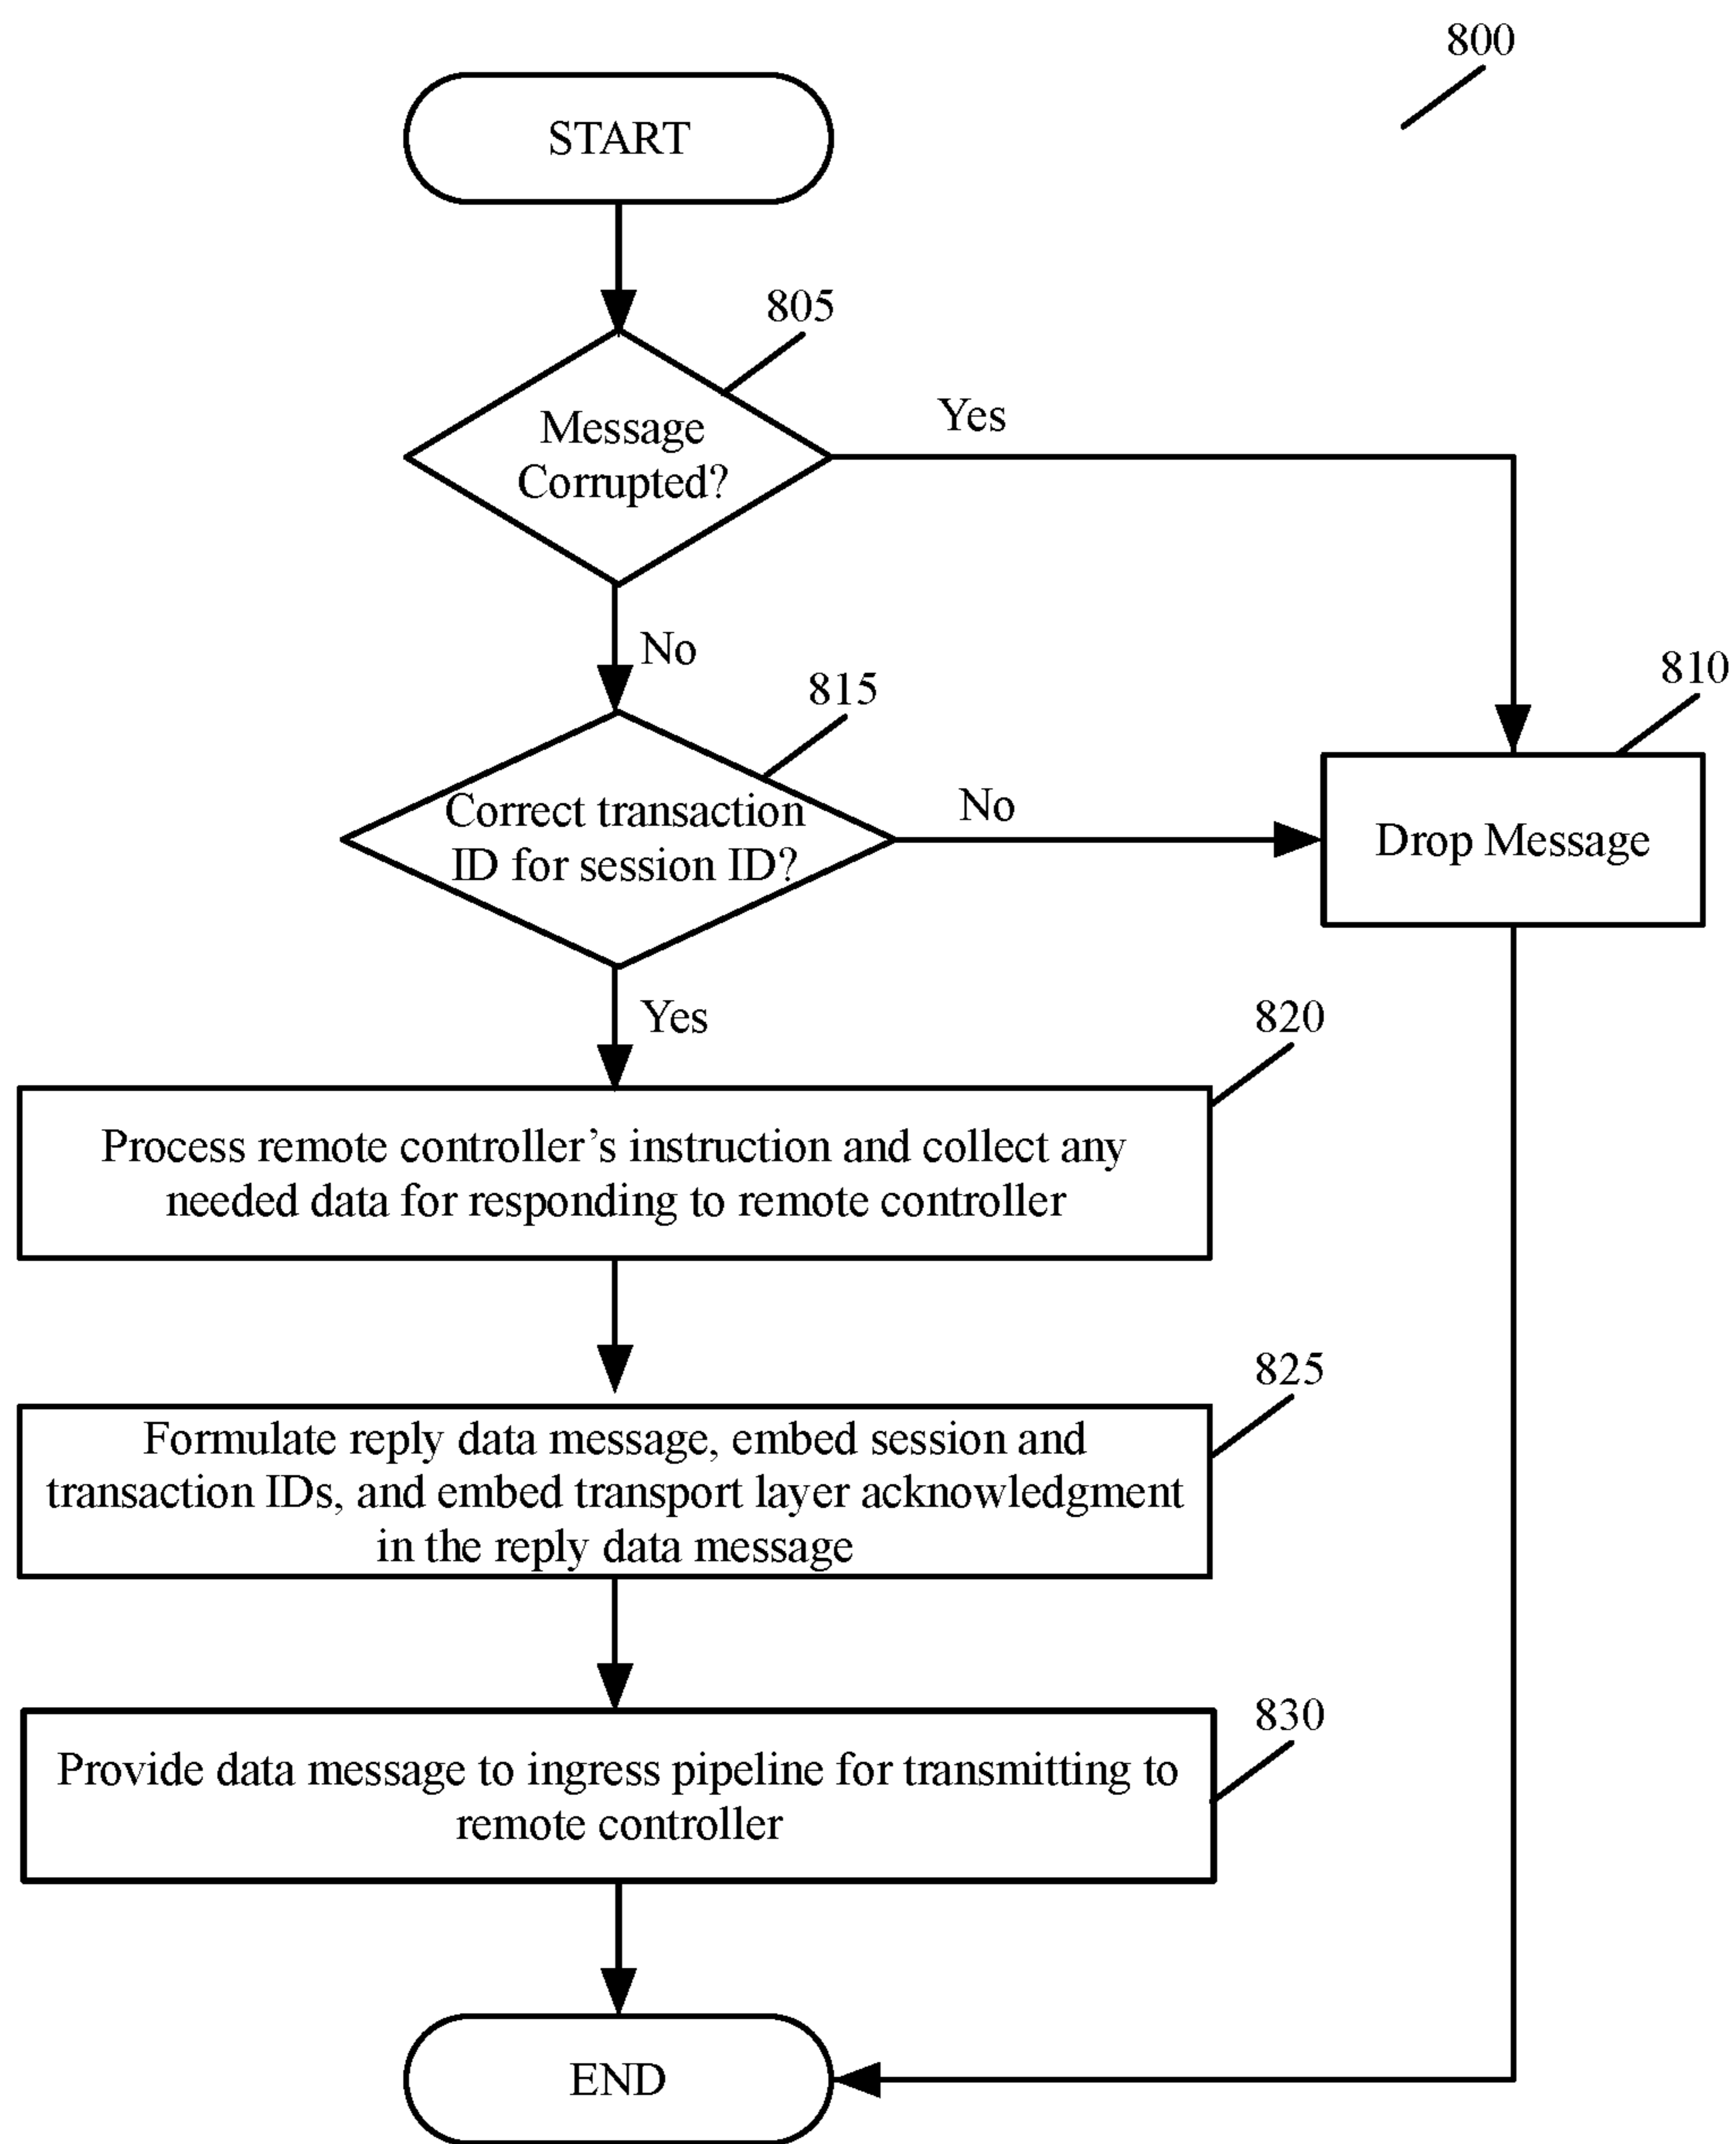 800
START
805
Message
Corrupted?
Yes
No
810
815
Correct transaction
ID for session ID?
No
Drop Message
Yes
820
Process remote controller’s instruction and collect any
needed data for responding to remote controller
825
Formulate reply data message, embed session and
transaction IDs, and embed transport layer acknowledgment
in the reply data message
830
Provide data message to ingress pipeline for transmitting to
remote controller
END